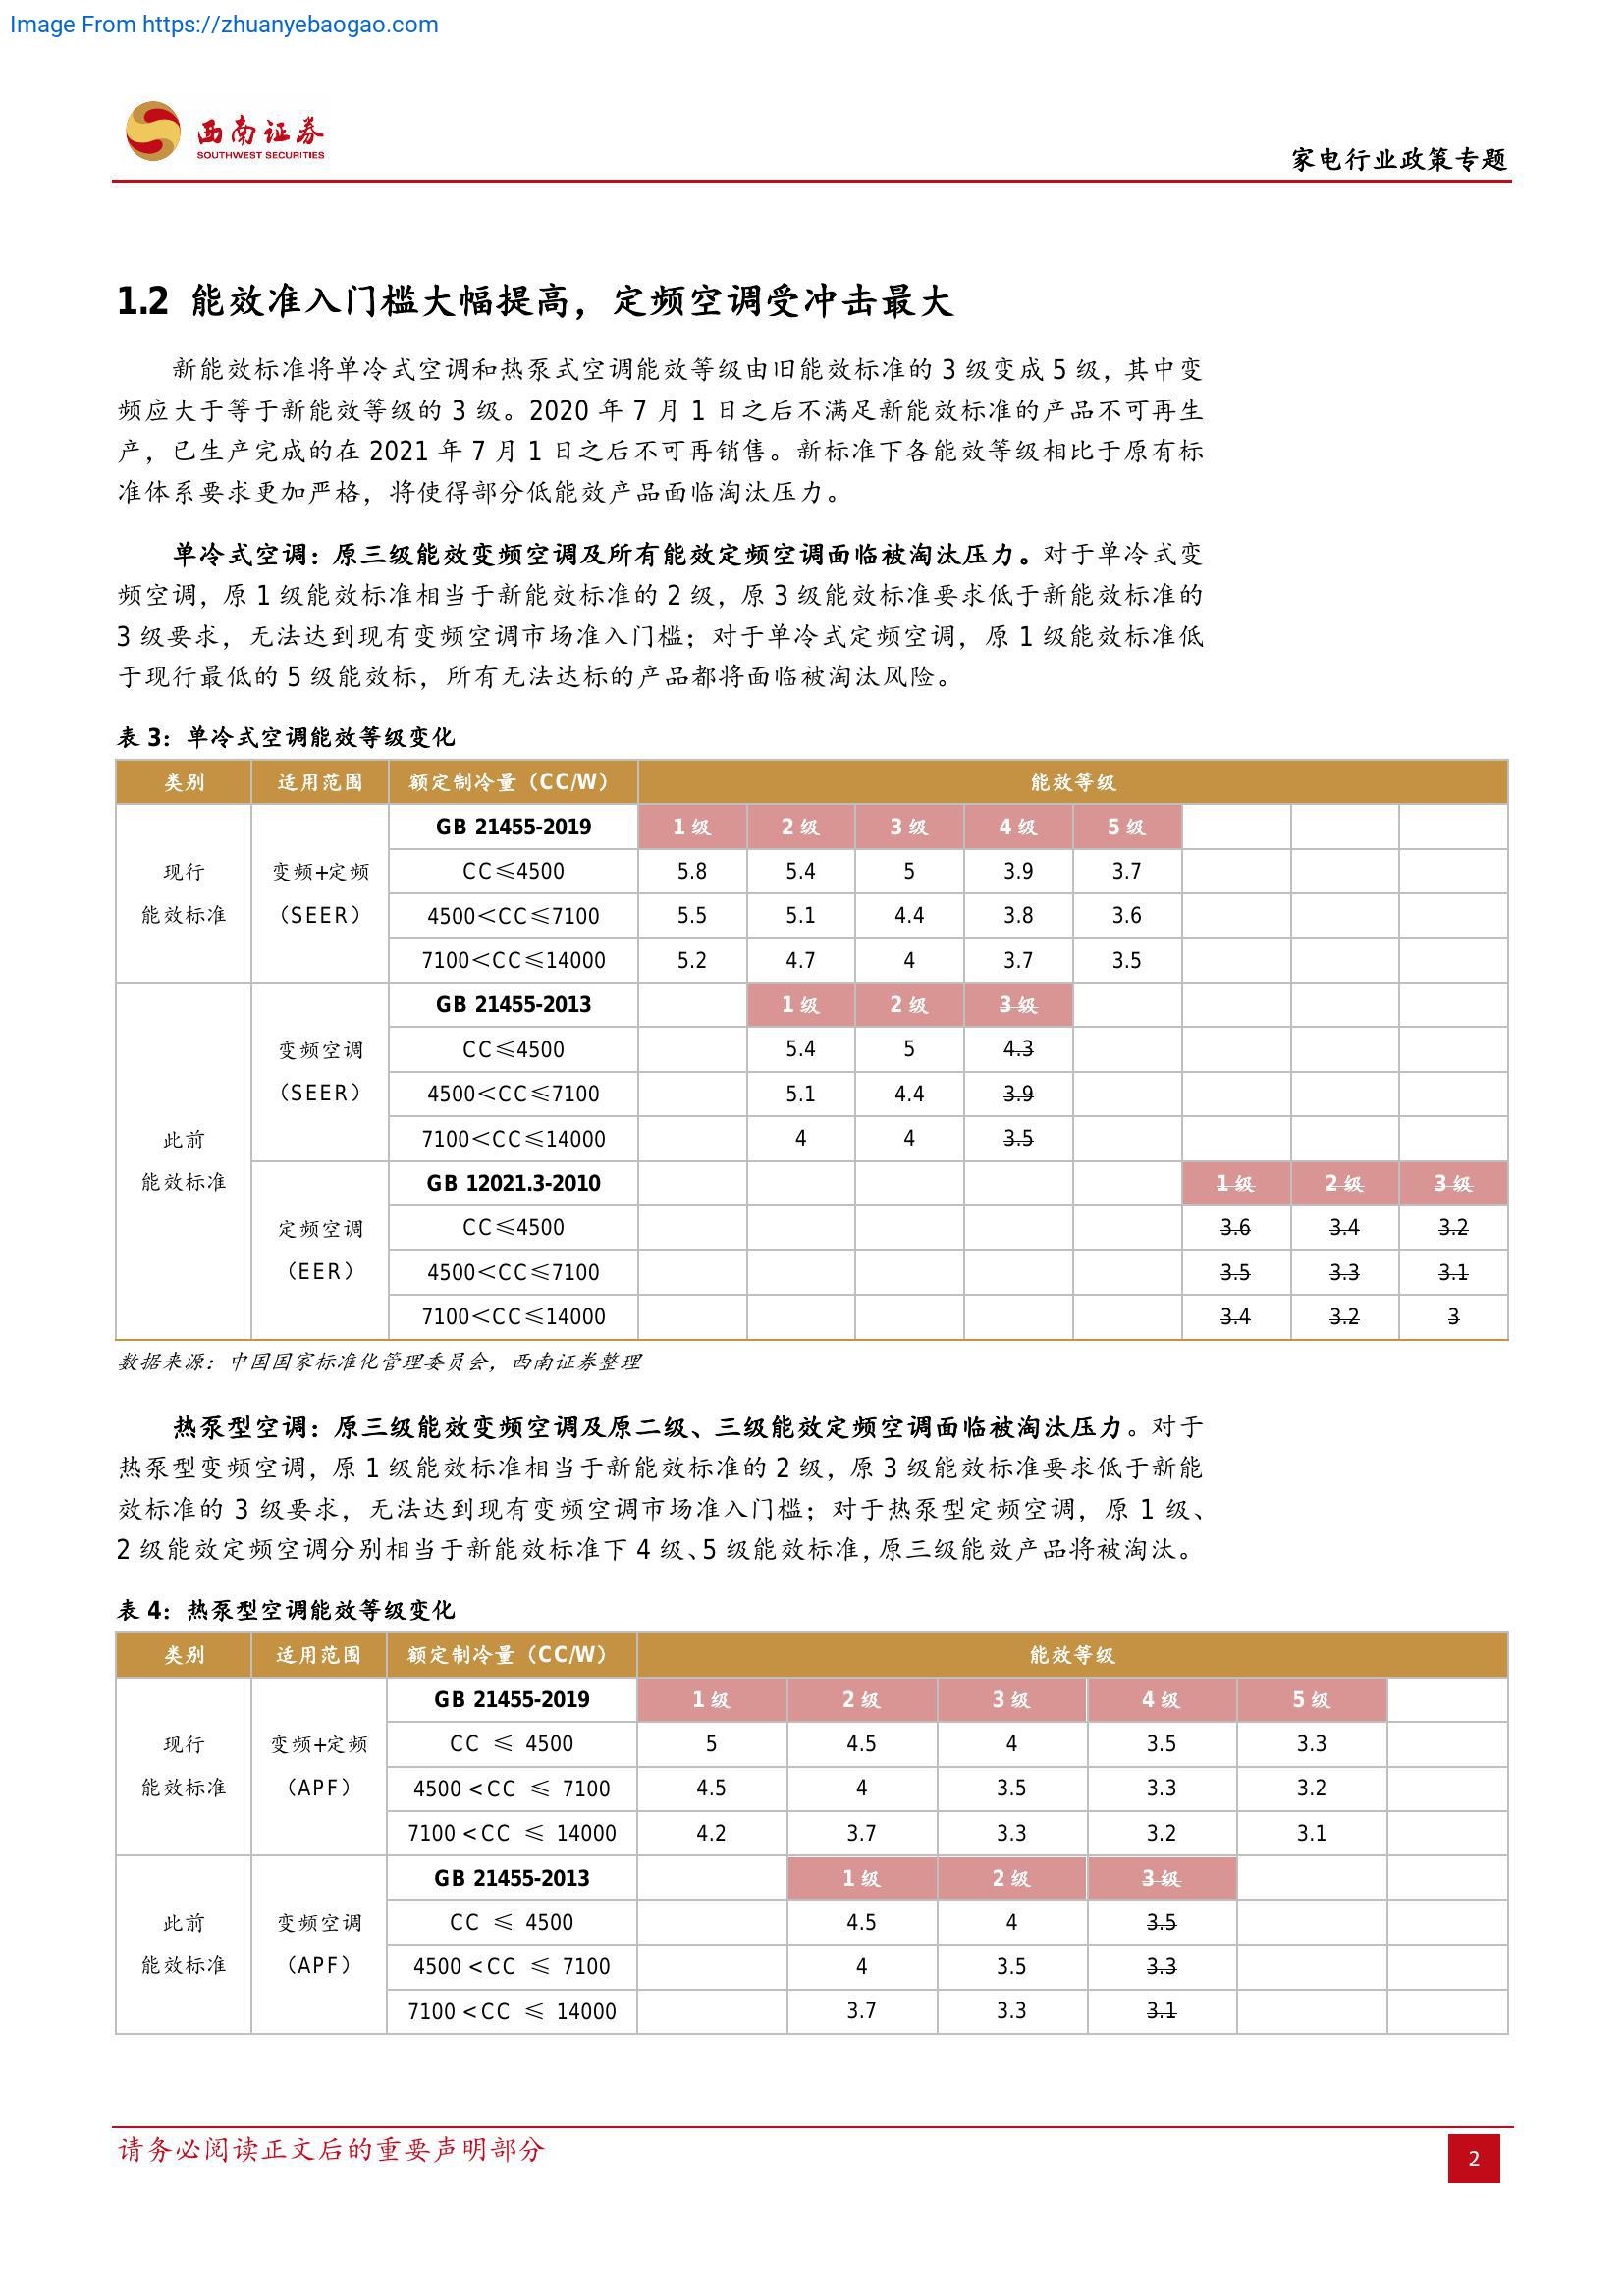 Image From https://zhuanyebaogao.com
西南证券
SOUTHWEST SECURITIES
家电行业政策专题
1.2 能效准入门槛大幅提高，定频空调受冲击最大
新能效标准将单冷式空调和热泵式空调能效等级由旧能效标准的 3 级变成 5 级，其中变
频应大于等于新能效等级的 3 级。2020 年 7 月 1 日之后不满足新能效标准的产品不可再生
产，已生产完成的在 2021 年 7 月 1 日之后不可再销售。新标准下各能效等级相比于原有标
准体系要求更加严格，将使得部分低能效产品面临淘汰压力。
单冷式空调：原三级能效变频空调及所有能效定频空调面临被淘汰压力。对于单冷式变
频空调，原 1 级能效标准相当于新能效标准的 2 级，原 3 级能效标准要求低于新能效标准的
3 级要求，无法达到现有变频空调市场准入门槛；对于单冷式定频空调，原 1 级能效标准低
于现行最低的 5 级能效标，所有无法达标的产品都将面临被淘汰风险。
表 3：单冷式空调能效等级变化
类别 适用范围 额定制冷量（CC/W） 能效等级
GB 21455-2019 1 级 2 级 3 级 4 级 5 级
现行 变频+定频 CC≤4500 5.8 5.4 5 3.9 3.7
能效标准 （SEER） 4500＜CC≤7100 5.5 5.1 4.4 3.8 3.6
7100＜CC≤14000 5.2 4.7 4 3.7 3.5
GB 21455-2013 1 级 2 级 3 级
变频空调 CC≤4500 5.4 5 4.3
（SEER） 4500＜CC≤7100 5.1 4.4 3.9
此前 7100＜CC≤14000 4 4 3.5
能效标准 GB 12021.3-2010 1 级 2 级 3 级
定频空调 CC≤4500 3.6 3.4 3.2
（EER） 4500＜CC≤7100 3.5 3.3 3.1
7100＜CC≤14000 3.4 3.2 3
数据来源：中国国家标准化管理委员会，西南证券整理
热泵型空调：原三级能效变频空调及原二级、三级能效定频空调面临被淘汰压力。对于
热泵型变频空调，原 1 级能效标准相当于新能效标准的 2 级，原 3 级能效标准要求低于新能
效标准的 3 级要求，无法达到现有变频空调市场准入门槛；对于热泵型定频空调，原 1 级、
2 级能效定频空调分别相当于新能效标准下 4 级、5 级能效标准，原三级能效产品将被淘汰。
表 4：热泵型空调能效等级变化
类别 适用范围 额定制冷量（CC/W） 能效等级
GB 21455-2019 1 级 2 级 3 级 4 级 5 级
现行 变频+定频 CC ≤ 4500 5 4.5 4 3.5 3.3
能效标准 （APF） 4500 <CC ≤ 7100 4.5 4 3.5 3.3 3.2
7100 <CC ≤ 14000 4.2 3.7 3.3 3.2 3.1
GB 21455-2013 1 级 2 级 3 级
此前 变频空调 CC ≤ 4500 4.5 4 3.5
能效标准 （APF） 4500 <CC ≤ 7100 4 3.5 3.3
7100 <CC ≤ 14000 3.7 3.3 3.1
请务必阅读正文后的重要声明部分
2